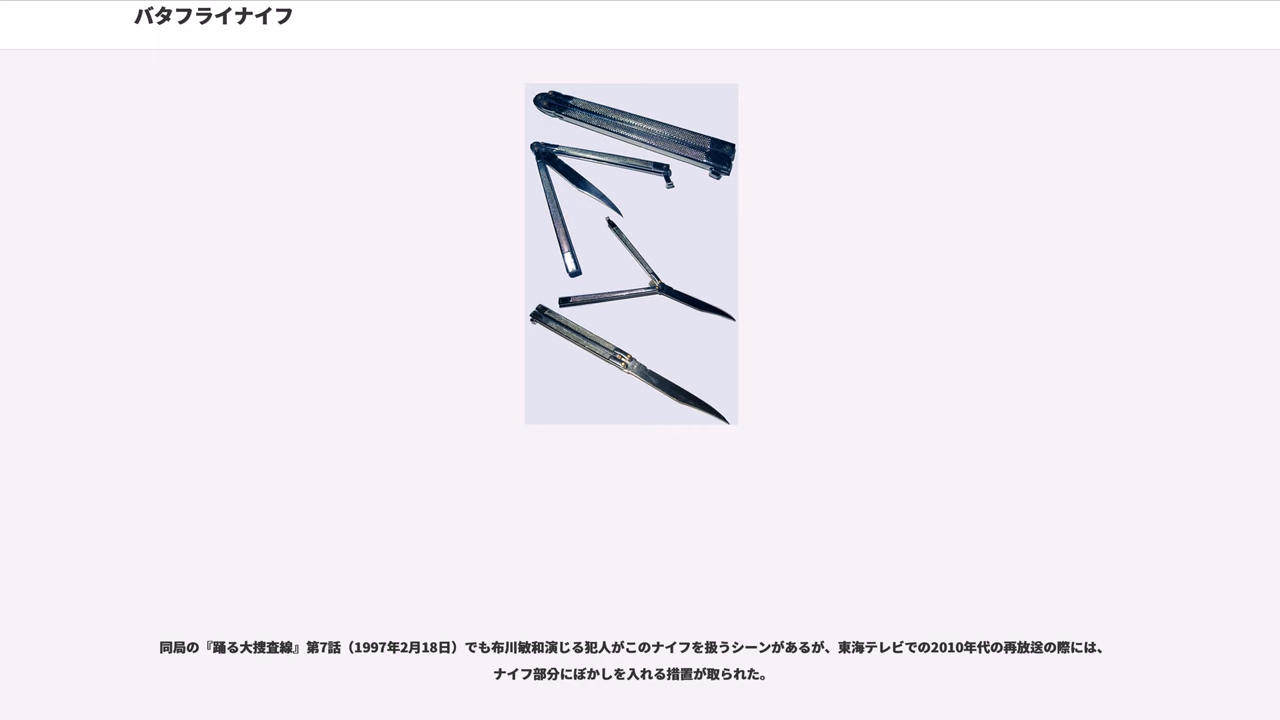 バタフライナイフ
同局の『踊る大捜査線』第7話（1997年2月18日）でも布川敏和演じる犯人がこのナイフを扱うシーンがあるが、東海テレビでの2010年代の再放送の際には、
ナイフ部分にぼかしを入れる措置が取られた。